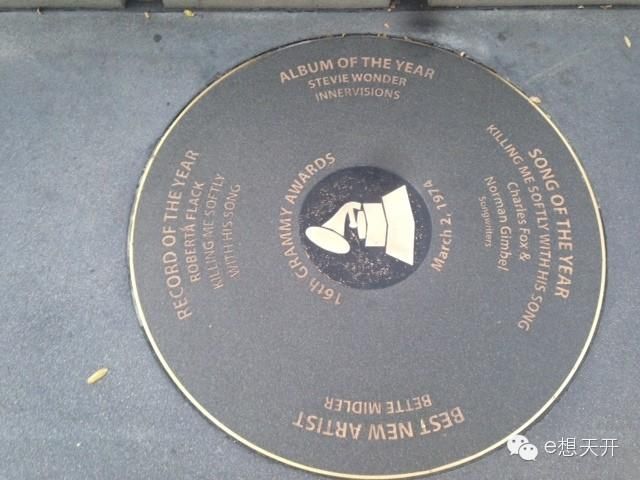 ALBUM OF THE YEAR
STEVIE WONDER
INNERVISIONS
SONG OF THE YEAR
KILLING ME SOFTLY WITH HIS SONG
Charles Fox &
Norman Gimbel
Songwriters
RECORD OF THE YEAR
ROBERTA FLACK
KILLING ME SOFTLY
WITH HIS SONG
16th GRAMMY AWARDS
March 2, 1974
BEST NEW ARTIST
BETTE MIDLER
e想天开